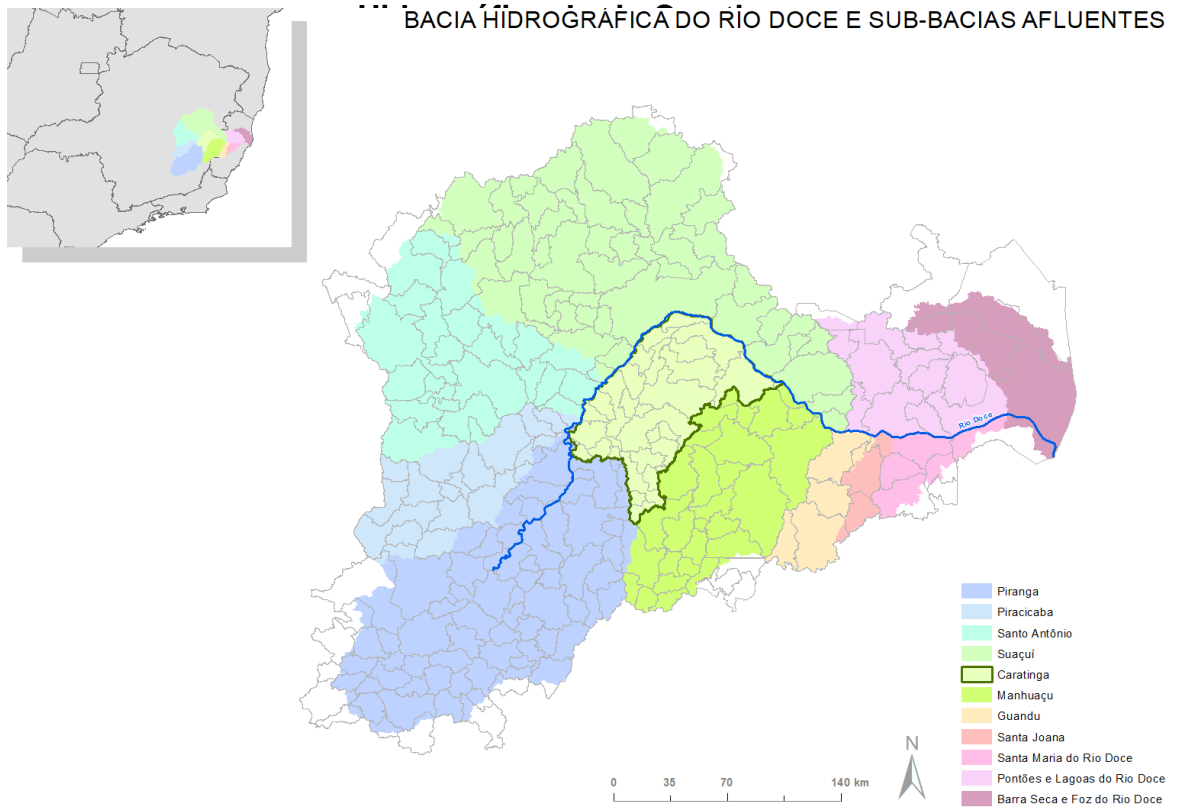 BACIA HIDROGRÁFICA DO RIO DOCE E SUB-BACIAS AFLUENTES
Rio Doce
Piranga
Piracicaba
Santo Antônio
Suaçuí
Caratinga
Manhuaçu
Guandu
Santa Joana
Santa Maria do Rio Doce
Pontões e Lagoas do Rio Doce
Barra Seca e Foz do Rio Doce
N
0 35 70 140 km